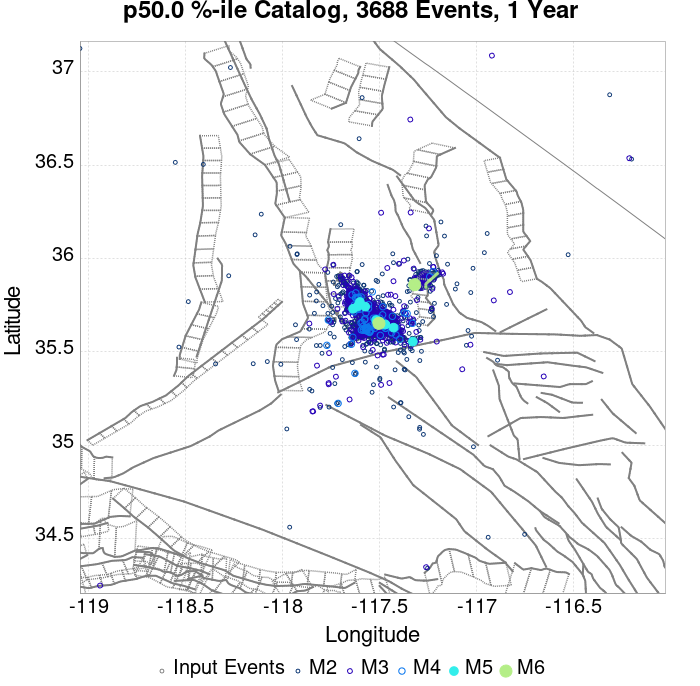 p50.0 %-ile Catalog, 3688 Events, 1 Year
37
36.5
36
35.5
35
34.5
Latitude
-119 -118.5 -118 -117.5 -117 -116.5
Longitude
Input Events M2 M3 M4 M5 M6